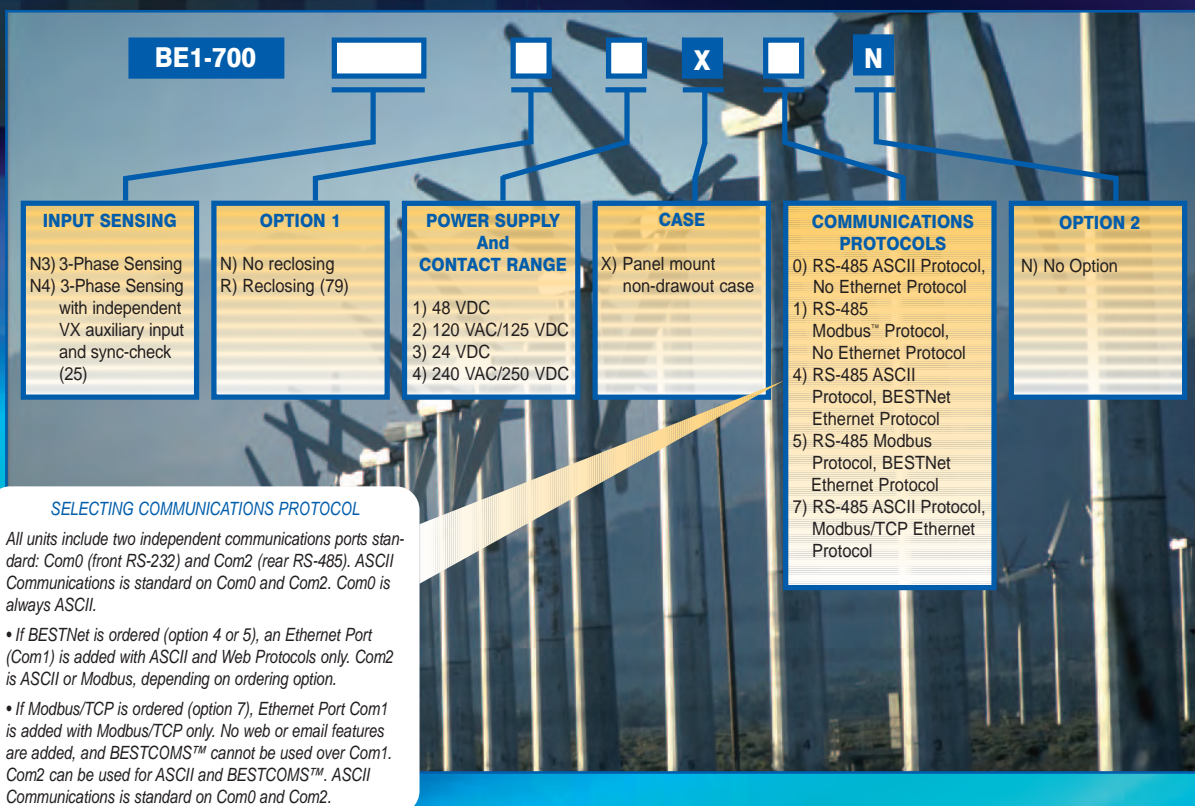 BE1-700 X N
INPUT SENSING
N3) 3-Phase Sensing
N4) 3-Phase Sensing
with independent
VX auxiliary input
and sync-check
(25)
OPTION 1
N) No reclosing
R) Reclosing (79)
POWER SUPPLY
And
CONTACT RANGE
1) 48 VDC
2) 120 VAC/125 VDC
3) 24 VDC
4) 240 VAC/250 VDC
CASE
X) Panel mount
non-drawout case
COMMUNICATIONS
PROTOCOLS
0) RS-485 ASCII Protocol,
No Ethernet Protocol
1) RS-485
Modbus™ Protocol,
No Ethernet Protocol
4) RS-485 ASCII
Protocol, BESTNet
Ethernet Protocol
5) RS-485 Modbus
Protocol, BESTNet
Ethernet Protocol
7) RS-485 ASCII Protocol,
Modbus/TCP Ethernet
Protocol
OPTION 2
N) No Option
SELECTING COMMUNICATIONS PROTOCOL
All units include two independent communications ports stan-
dard: Com0 (front RS-232) and Com2 (rear RS-485). ASCII
Communications is standard on Com0 and Com2. Com0 is
always ASCII.
• If BESTNet is ordered (option 4 or 5), an Ethernet Port
(Com1) is added with ASCII and Web Protocols only. Com2
is ASCII or Modbus, depending on ordering option.
• If Modbus/TCP is ordered (option 7), Ethernet Port Com1
is added with Modbus/TCP only. No web or email features
are added, and BESTCOMS™ cannot be used over Com1.
Com2 can be used for ASCII and BESTCOMS™. ASCII
Communications is standard on Com0 and Com2.